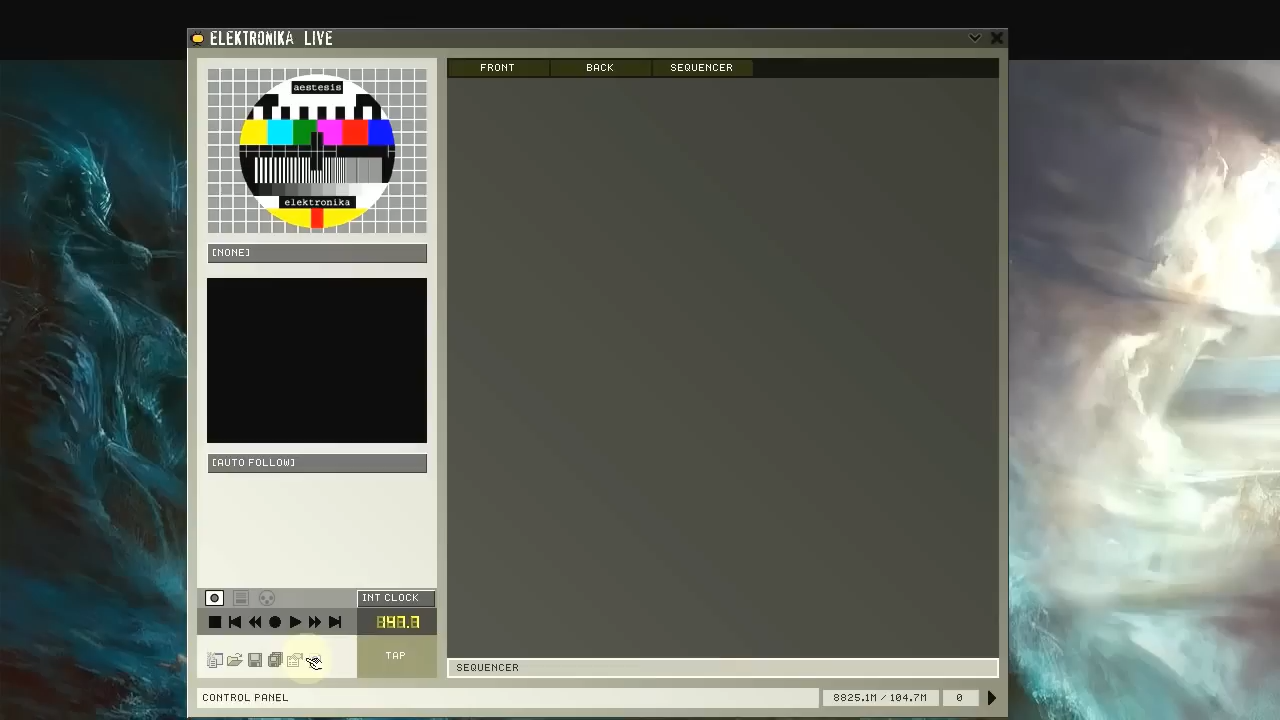 ELEKTRONIKA LIVE
FRONT BACK SEQUENCER
aestesis
elektronika
[NONE]
[AUTO FOLLOW]
INT CLOCK
TAP
SEQUENCER
CONTROL PANEL
8825.1M / 104.7M
0